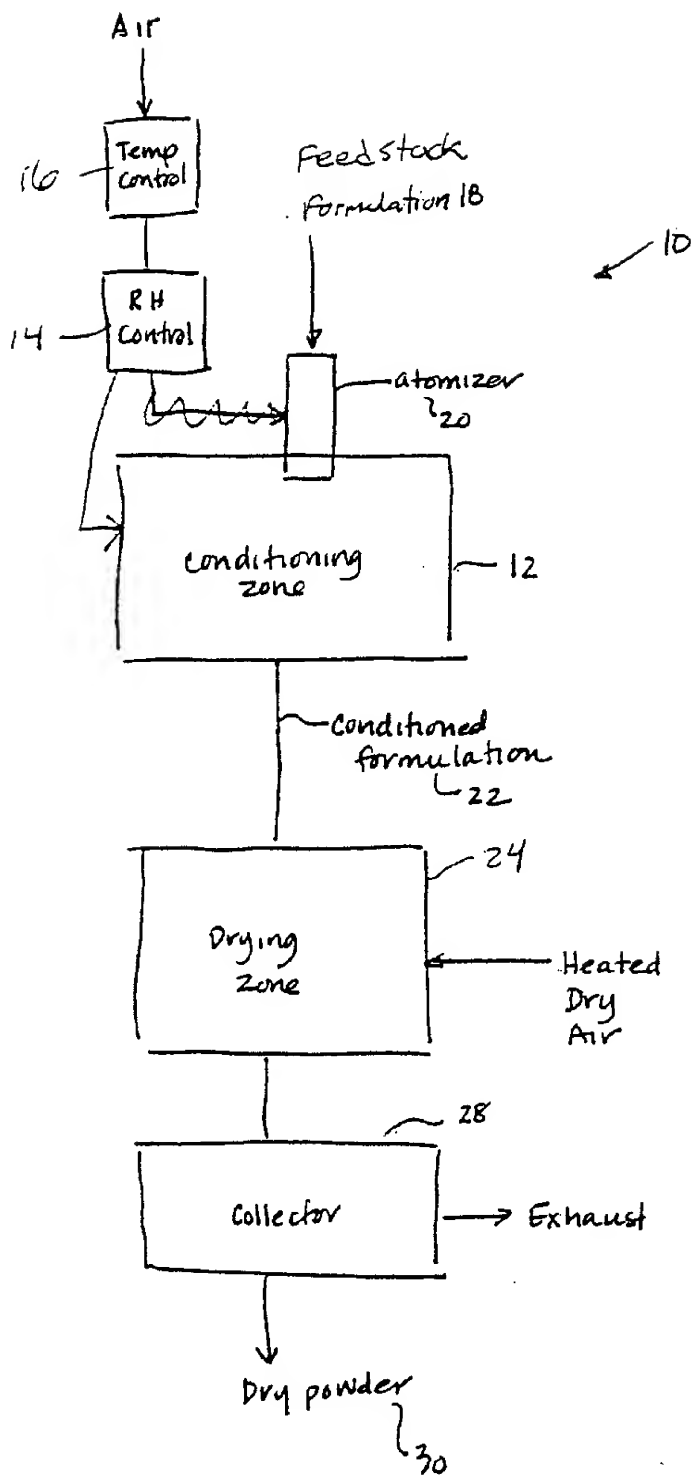 Air
Temp
Control
16
Feedstock
Formulation 18
10
RH
Control
14
atomizer
20
Conditioning
zone
12
Conditioned
formulation
22
24
Drying
zone
Heated
Dry
Air
28
Collector
Exhaust
Dry powder
30